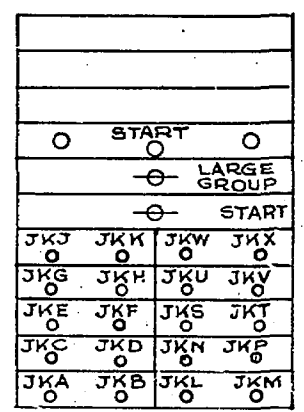 START
LARGE
GROUP
START
JKJ JKK JKW JKX
JKG JKH JKU JKV
JKE JKF JKS JKT
JKC JKD JKN JKP
JKA JKB JKL JKM